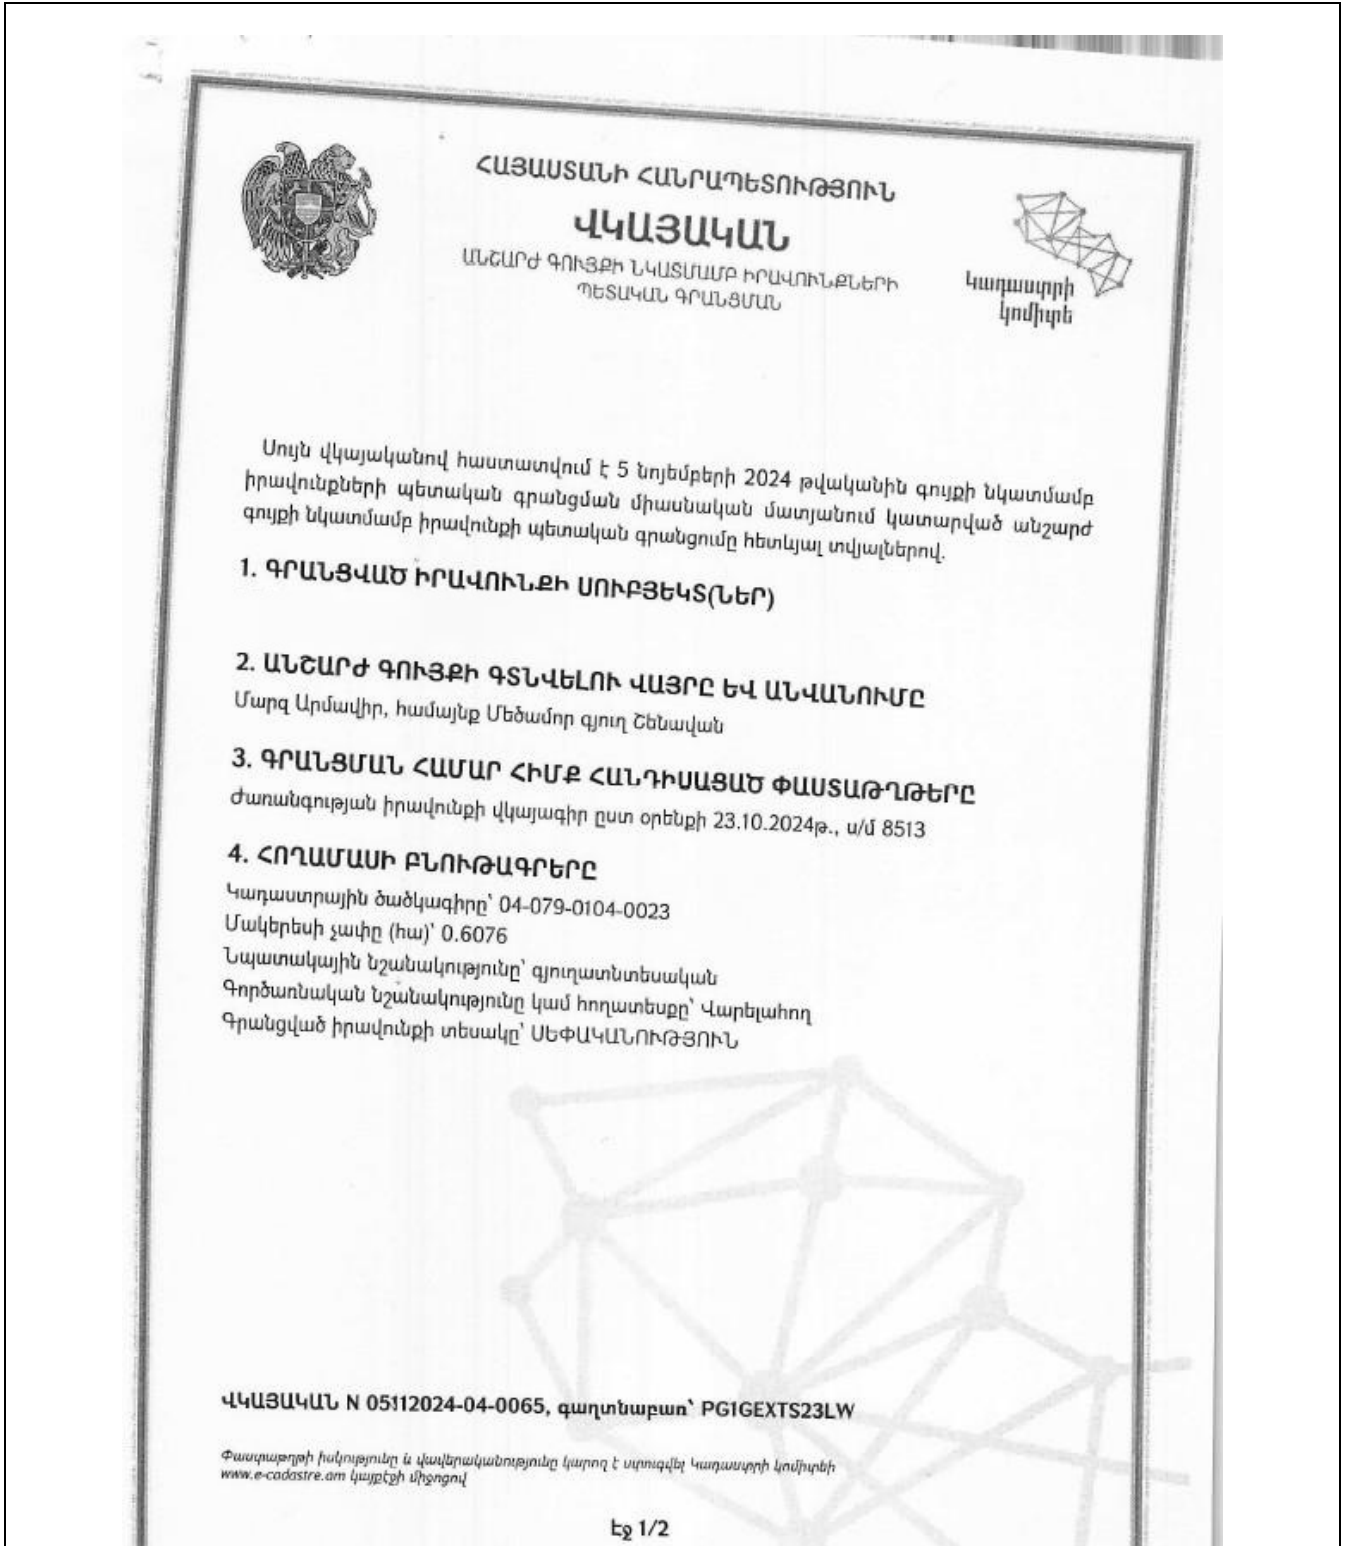 ՀԱՅԱՍՏԱՆԻ ՀԱՆՐԱՊԵՏՈՒԹՅՈՒՆ
ՎԿԱՅԱԿԱՆ
ԱՆՇԱՐԺ ԳՈՒՅՔԻ ՆԿԱՏՄԱՄԲ ԻՐԱՎՈՒՆՔՆԵՐԻ
ՊԵՏԱԿԱՆ ԳՐԱՆՑՄԱՆ
Կադաստրի
կոմիտե
Սույն վկայականով հաստատվում է 5 նոյեմբերի 2024 թվականին գույքի նկատմամբ
իրավունքների պետական գրանցման միասնական մատյանում կատարված անշարժ
գույքի նկատմամբ իրավունքի պետական գրանցումը հետևյալ տվյալներով.
1. ԳՐԱՆՑՎԱԾ ԻՐԱՎՈՒՆՔԻ ՍՈՒԲՅԵԿՏ(ՆԵՐ)
2. ԱՆՇԱՐԺ ԳՈՒՅՔԻ ԳՏՆՎԵԼՈՒ ՎԱՅՐԸ ԵՎ ԱՆՎԱՆՈՒՄԸ
Մարզ Արմավիր, համայնք Մեծամոր գյուղ Շենավան
3. ԳՐԱՆՑՄԱՆ ՀԱՄԱՐ ՀԻՄՔ ՀԱՆԴԻՍԱՑԱԾ ՓԱՍՏԱԹՂԹԵՐԸ
Ժառանգության իրավունքի վկայագիր ըստ օրենքի 23.10.2024թ., ս/մ 8513
4. ՀՈՂԱՄԱՍԻ ԲՆՈՒԹԱԳՐԵՐԸ
Կադաստրային ծածկագիրը՝ 04-079-0104-0023
Մակերեսի չափը (հա)՝ 0.6076
Նպատակային նշանակությունը՝ գյուղատնտեսական
Գործառնական նշանակությունը կամ հողատեսքը՝ Վարելահող
Գրանցված իրավունքի տեսակը՝ ՍԵՓԱԿԱՆՈՒԹՅՈՒՆ
ՎԿԱՅԱԿԱՆ N 05112024-04-0065, գաղտնաբառ՝ PG1GEXTS23LW
Փաստաթղթի իսկությունը և վավերականությունը կարող է ստուգվել Կադաստրի կոմիտեի
www.e-cadastre.am կայքէջի միջոցով
Էջ 1/2